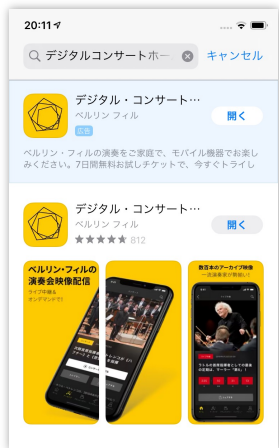 20:11
デジタルコンサートホー
キャンセル
デジタル・コンサート…
ベルリン フィル
広告
開く
ベルリン・フィルの演奏をご家庭で、モバイル機器でお楽し
みください。7日間無料お試しチケットで、今すぐトライし
デジタル・コンサート…
ベルリン フィル
812
開く
ベルリン・フィルの
演奏会映像配信
ライブ中継&
オンデマンドで!
数百本のアーカイブ映像
一流演奏家が勢揃い!